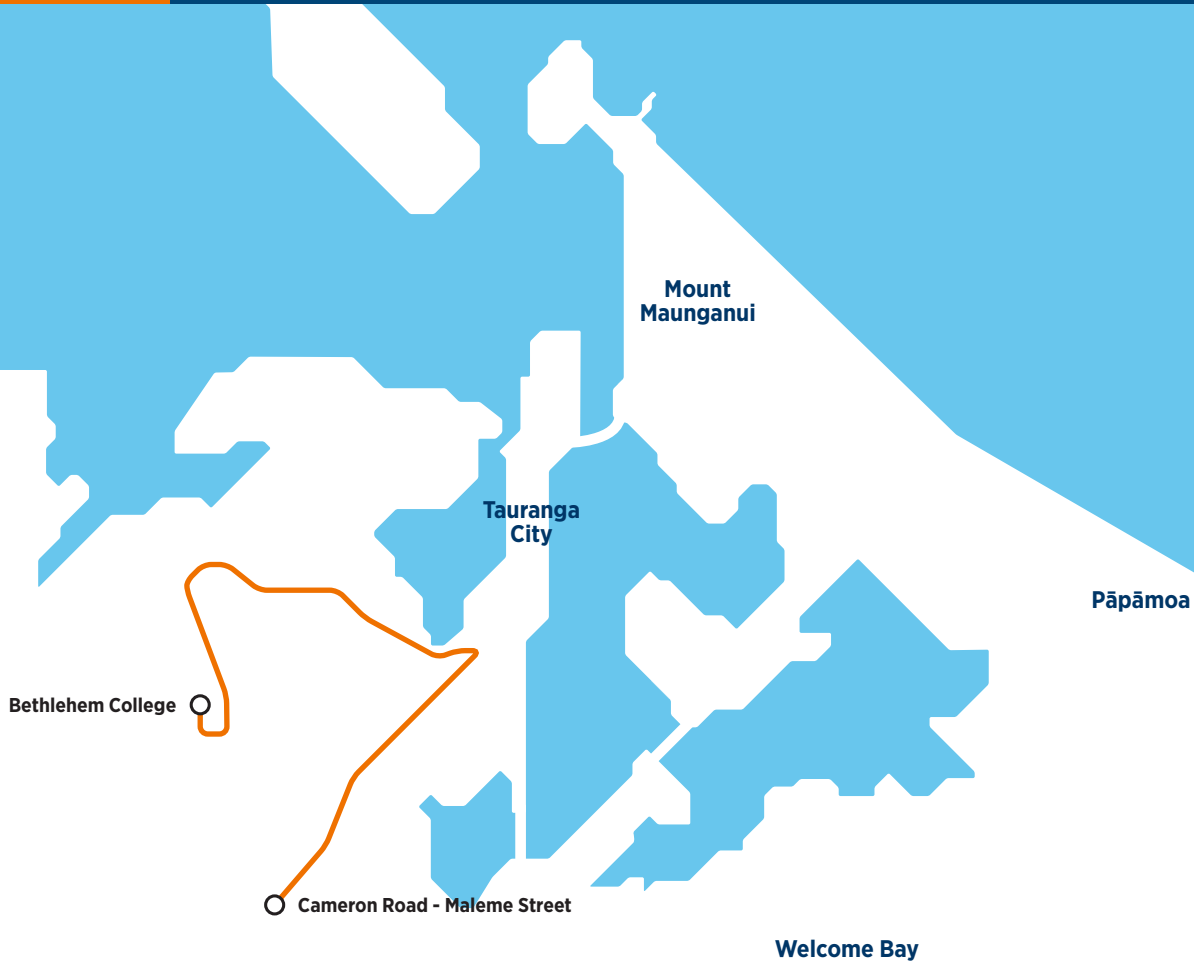 Mount
Maunganui
Tauranga
City
Pāpāmoa
Bethlehem College
Cameron Road - Maleme Street
Welcome Bay